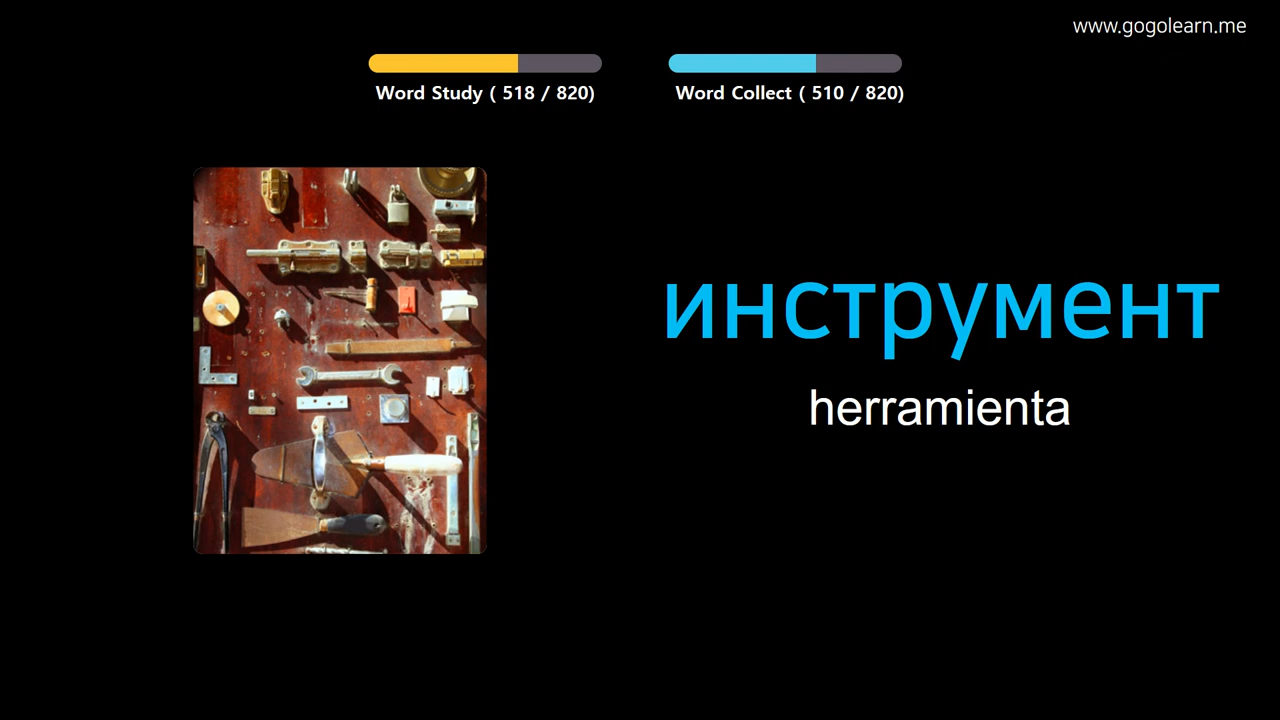 www.gogolearn.me
Word Study ( 518 / 820)
Word Collect ( 510 / 820)
инструмент
herramienta